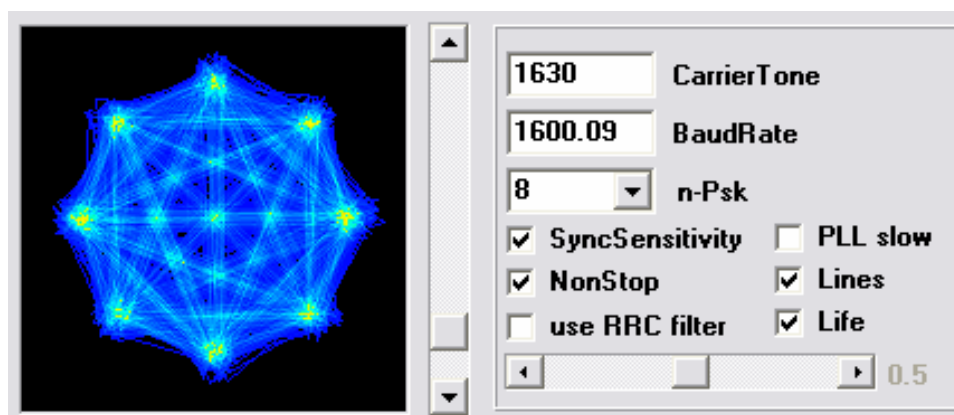 1630 CarrierTone
1600.09 BaudRate
8 n-Psk
SyncSensitivity PLL slow
NonStop Lines
use RRC filter Life
0.5